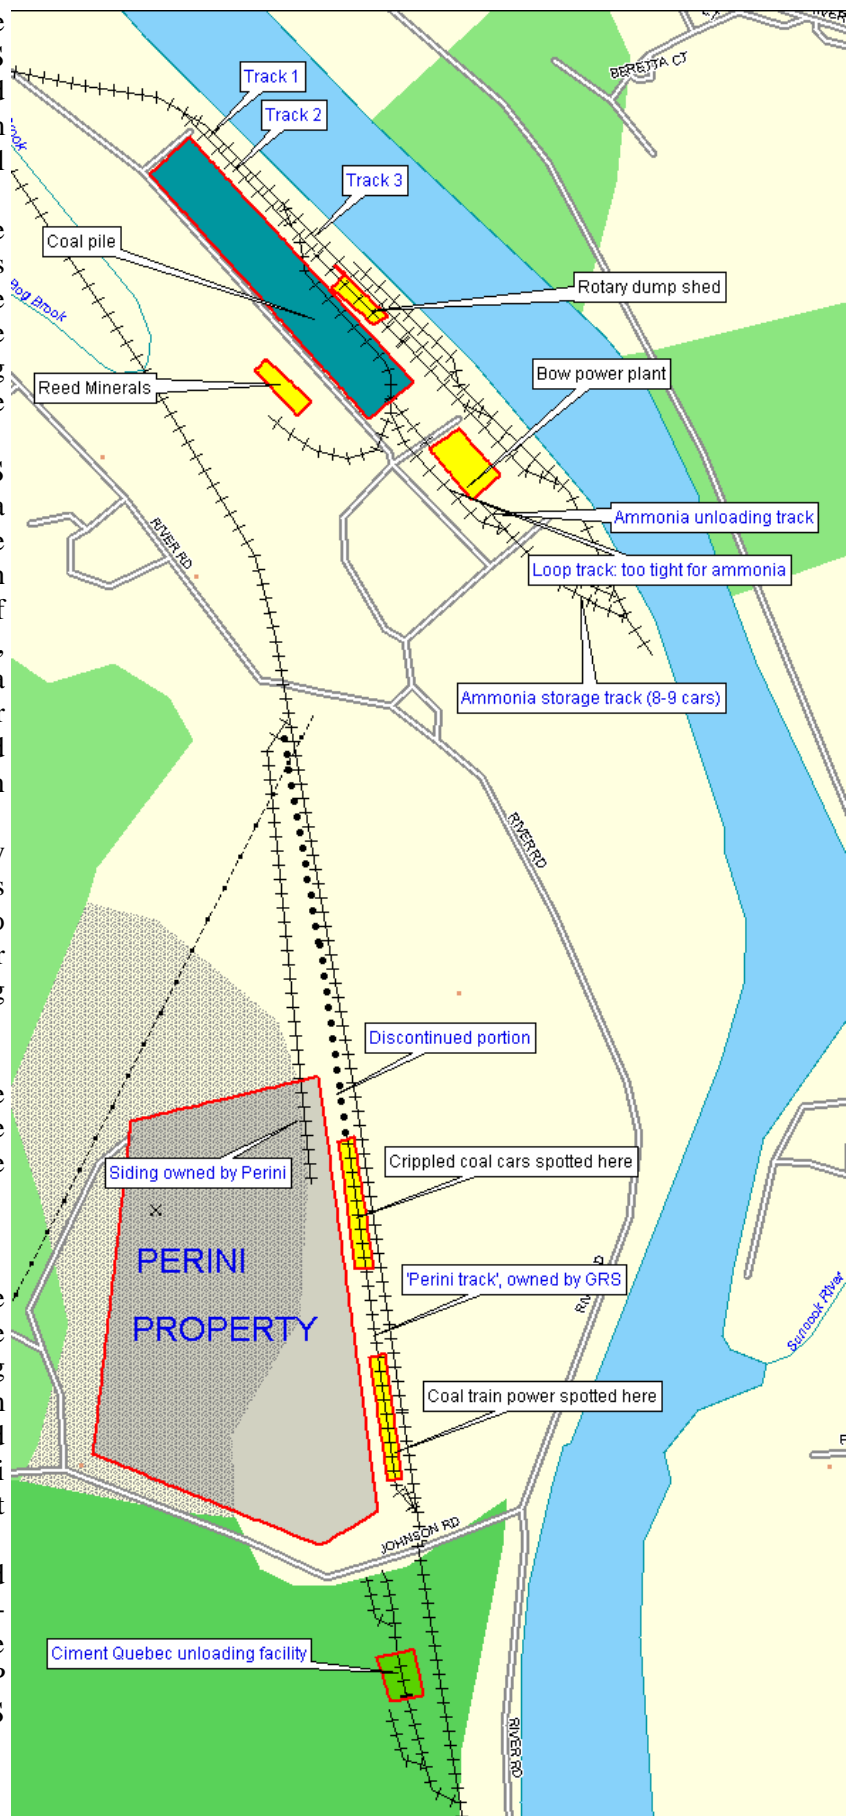 BERETTA CT
Track 1
Track 2
Track 3
Coal pile
Rotary dump shed
Bog Brook
Bow power plant
Reed Minerals
Ammonia unloading track
RIVER RD
Loop track: too tight for ammonia
Ammonia storage track (8-9 cars)
RIVER RD
Discontinued portion
Crippled coal cars spotted here
Siding owned by Perini
PERINI
PROPERTY
'Perini track', owned by GRS
Suncook River
Coal train power spotted here
JOHNSON RD
Ciment Quebec unloading facility
RIVER RD